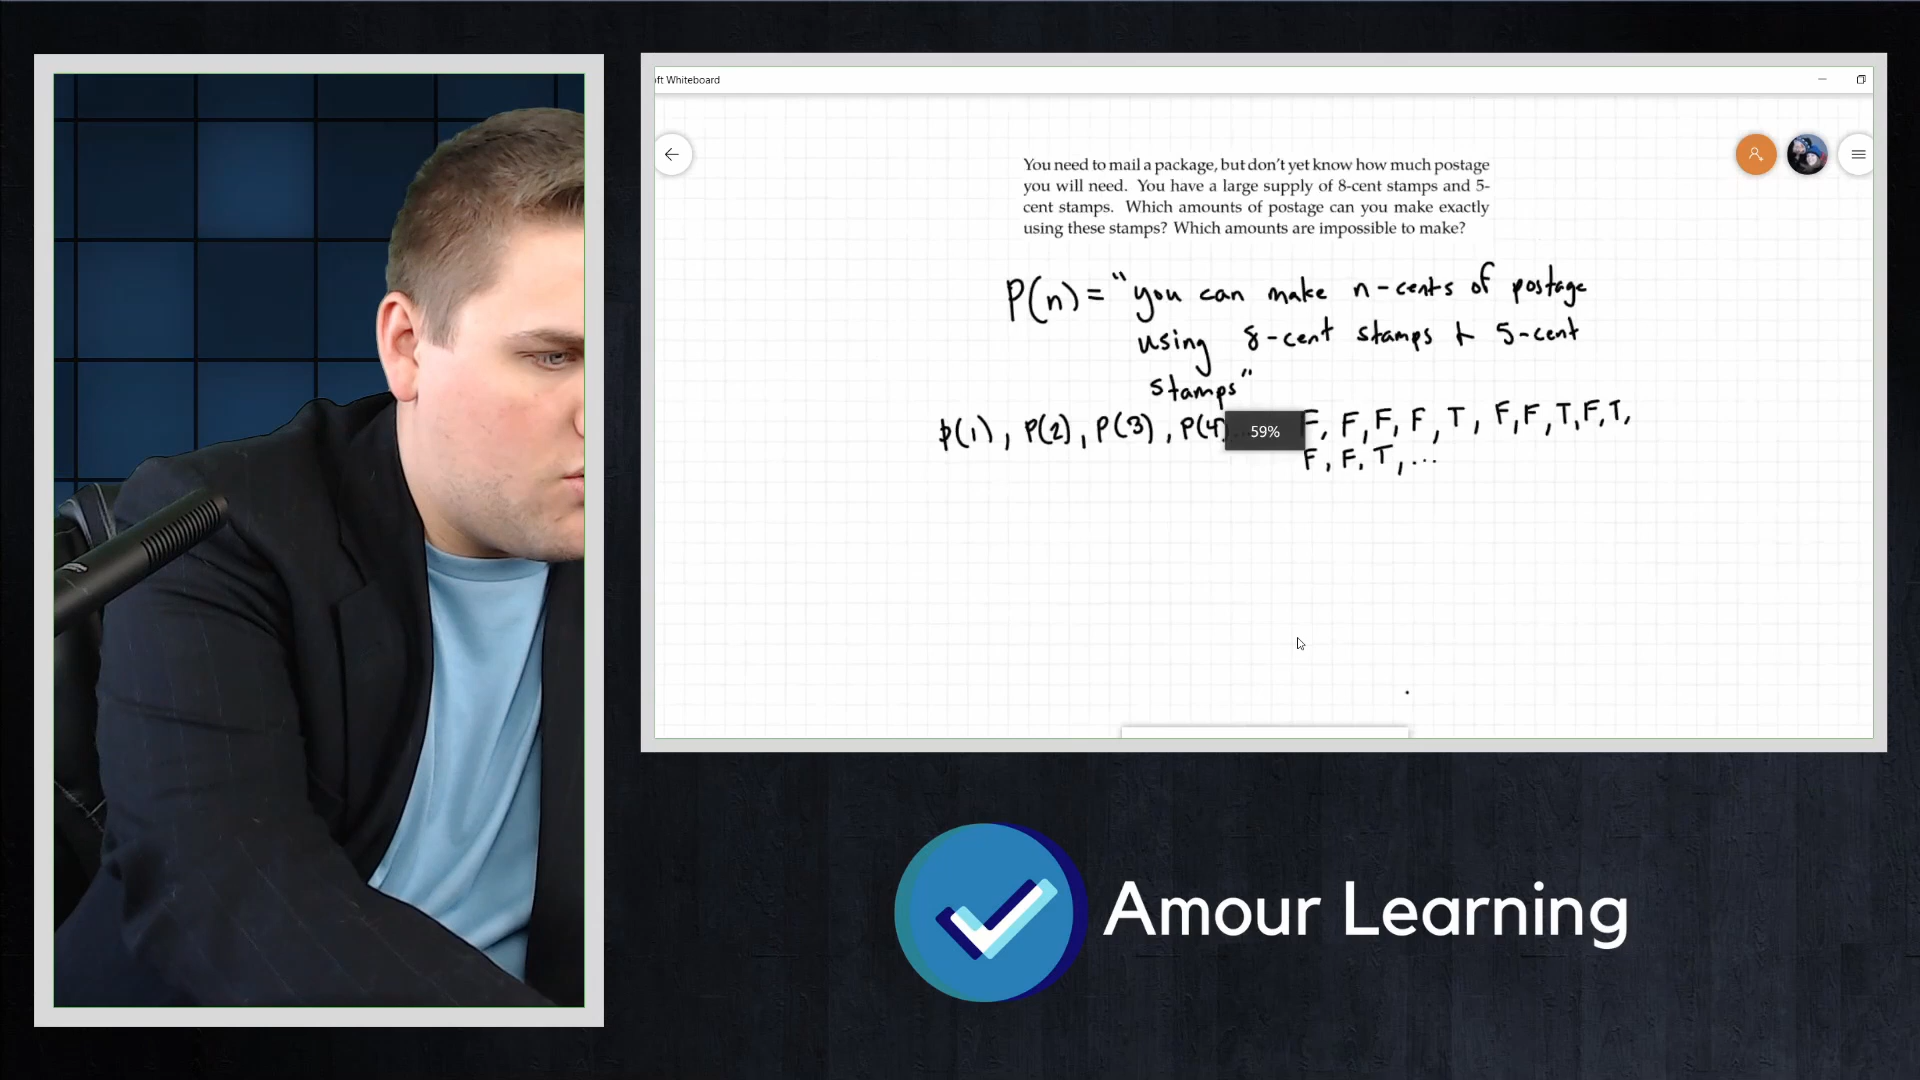 ft Whiteboard
You need to mail a package, but don't yet know how much postage
you will need. You have a large supply of 8-cent stamps and 5-
cent stamps. Which amounts of postage can you make exactly
using these stamps? Which amounts are impossible to make?
P(n) = "you can make n-cents of postage
using 8-cent stamps + 5-cent
stamps"
P(1), P(2), P(3), P(4) 59% F, F, F, F, T, F, F, T, F, T,
F, F, T, ...
Amour Learning